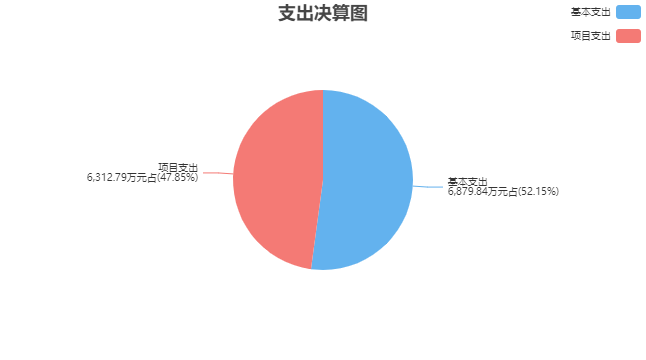 支出决算图
基本支出
项目支出
项目支出
6,312.79万元占(47.85%)
基本支出
6,879.84万元占(52.15%)